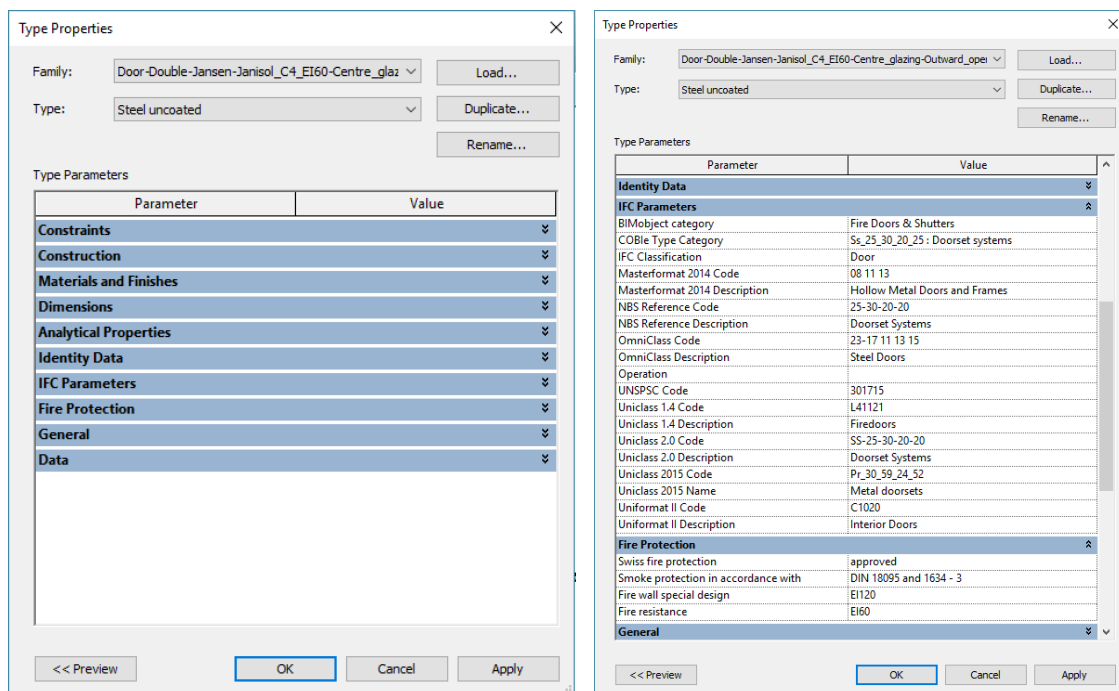 Type Properties
Family: Door-Double-Jansen-Janisol_C4_EI60-Centre_glaz Load...
Type: Steel uncoated Duplicate...
Rename...
Type Parameters
Parameter Value
Constraints
Construction
Materials and Finishes
Dimensions
Analytical Properties
Identity Data
IFC Parameters
Fire Protection
General
Data
<< Preview OK Cancel Apply
Type Properties
Family: Door-Double-Jansen-Janisol_C4_EI60-Centre_glazing-Outward_oper Load...
Type: Steel uncoated Duplicate...
Rename...
Type Parameters
Parameter Value
Identity Data
IFC Parameters
BIMobject category Fire Doors & Shutters
COBie Type Category Ss_25_30_20_25 : Doorset systems
IFC Classification Door
Masterformat 2014 Code 08 11 13
Masterformat 2014 Description Hollow Metal Doors and Frames
NBS Reference Code 25-30-20-20
NBS Reference Description Doorset Systems
OmniClass Code 23-17 11 13 15
OmniClass Description Steel Doors
Operation
UNSPSC Code 301715
Uniclass 1.4 Code L41121
Uniclass 1.4 Description Firedoors
Uniclass 2.0 Code SS-25-30-20-20
Uniclass 2.0 Description Doorset Systems
Uniclass 2015 Code Pr_30_59_24_52
Uniclass 2015 Name Metal doorsets
Uniformat II Code C1020
Uniformat II Description Interior Doors
Fire Protection
Swiss fire protection approved
Smoke protection in accordance with DIN 18095 and 1634 - 3
Fire wall special design EI120
Fire resistance EI60
General
<< Preview OK Cancel Apply